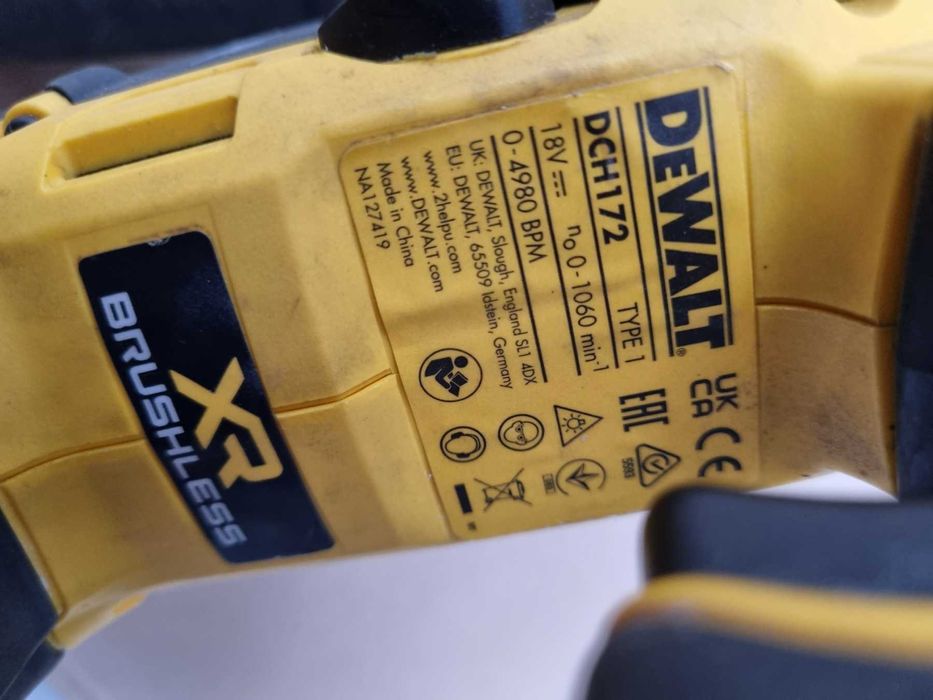 DEWALT®
DCH172 TYPE 1
18V n₀ 0-1060 min⁻¹
0-4980 BPM
UK: DEWALT, Slough, England SL1 4DX
EU: DEWALT, 65509 Idstein, Germany
www.2helpu.com
www.DEWALT.com
Made in China
NA127419
UK
CA
CE
EAC
XR
BRUSHLESS